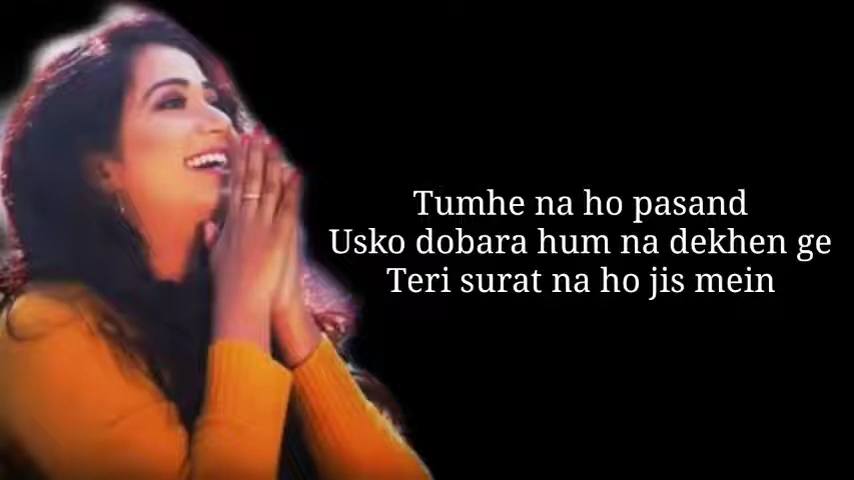 Tumhe na ho pasand
Usko dobara hum na dekhen ge
Teri surat na ho jis mein